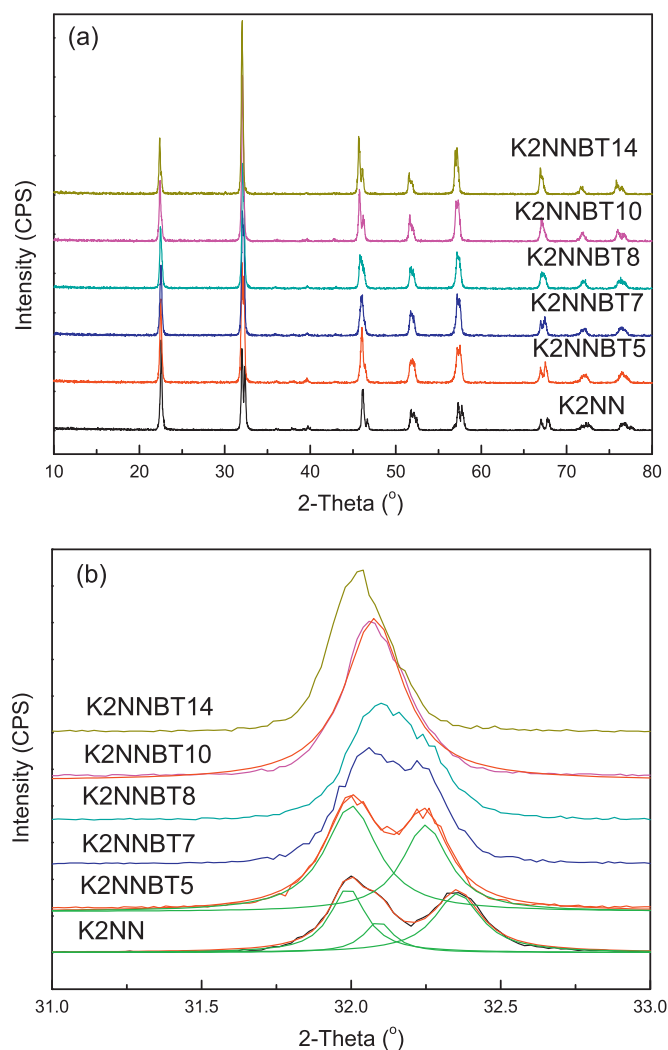 (a)
Intensity (CPS)
K2NNBT14
K2NNBT10
K2NNBT8
K2NNBT7
K2NNBT5
K2NN
10 20 30 40 50 60 70 80
2-Theta (°)
(b)
Intensity (CPS)
K2NNBT14
K2NNBT10
K2NNBT8
K2NNBT7
K2NNBT5
K2NN
31.0 31.5 32.0 32.5 33.0
2-Theta (°)